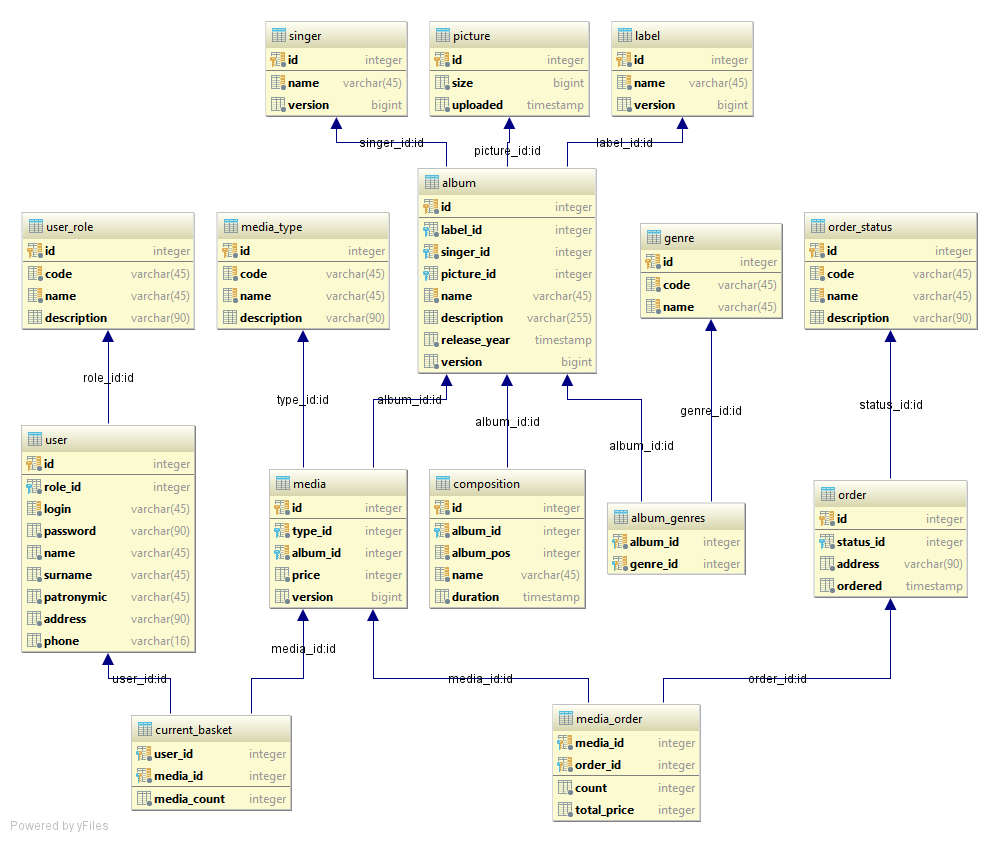 singer
id integer
name varchar(45)
version bigint
picture
id integer
size bigint
uploaded timestamp
label
id integer
name varchar(45)
version bigint
singer_id:id
picture_id:id
label_id:id
album
id integer
label_id integer
singer_id integer
picture_id integer
name varchar(45)
description varchar(255)
release_year timestamp
version bigint
user_role
id integer
code varchar(45)
name varchar(45)
description varchar(90)
media_type
id integer
code varchar(45)
name varchar(45)
description varchar(90)
genre
id integer
code varchar(45)
name varchar(45)
order_status
id integer
code varchar(45)
name varchar(45)
description varchar(90)
role_id:id
type_id:id
album_id:id
album_id:id
album_id:id
genre_id:id
status_id:id
user
id integer
role_id integer
login varchar(45)
password varchar(90)
name varchar(45)
surname varchar(45)
patronymic varchar(45)
address varchar(90)
phone varchar(16)
media
id integer
type_id integer
album_id integer
price integer
version bigint
composition
id integer
album_id integer
album_pos integer
name varchar(45)
duration timestamp
album_genres
album_id integer
genre_id integer
order
id integer
status_id integer
address varchar(90)
ordered timestamp
user_id:id
media_id:id
media_id:id
order_id:id
current_basket
user_id integer
media_id integer
media_count integer
media_order
media_id integer
order_id integer
count integer
total_price integer
Powered by yFiles